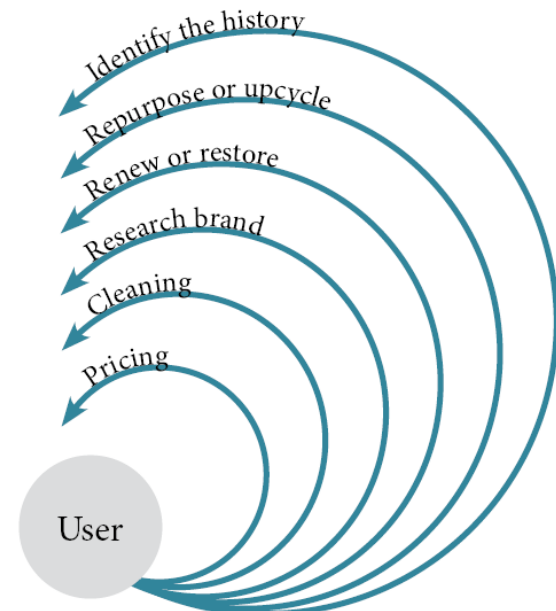 Identify the history
Repurpose or upcycle
Renew or restore
Research brand
Cleaning
Pricing
User